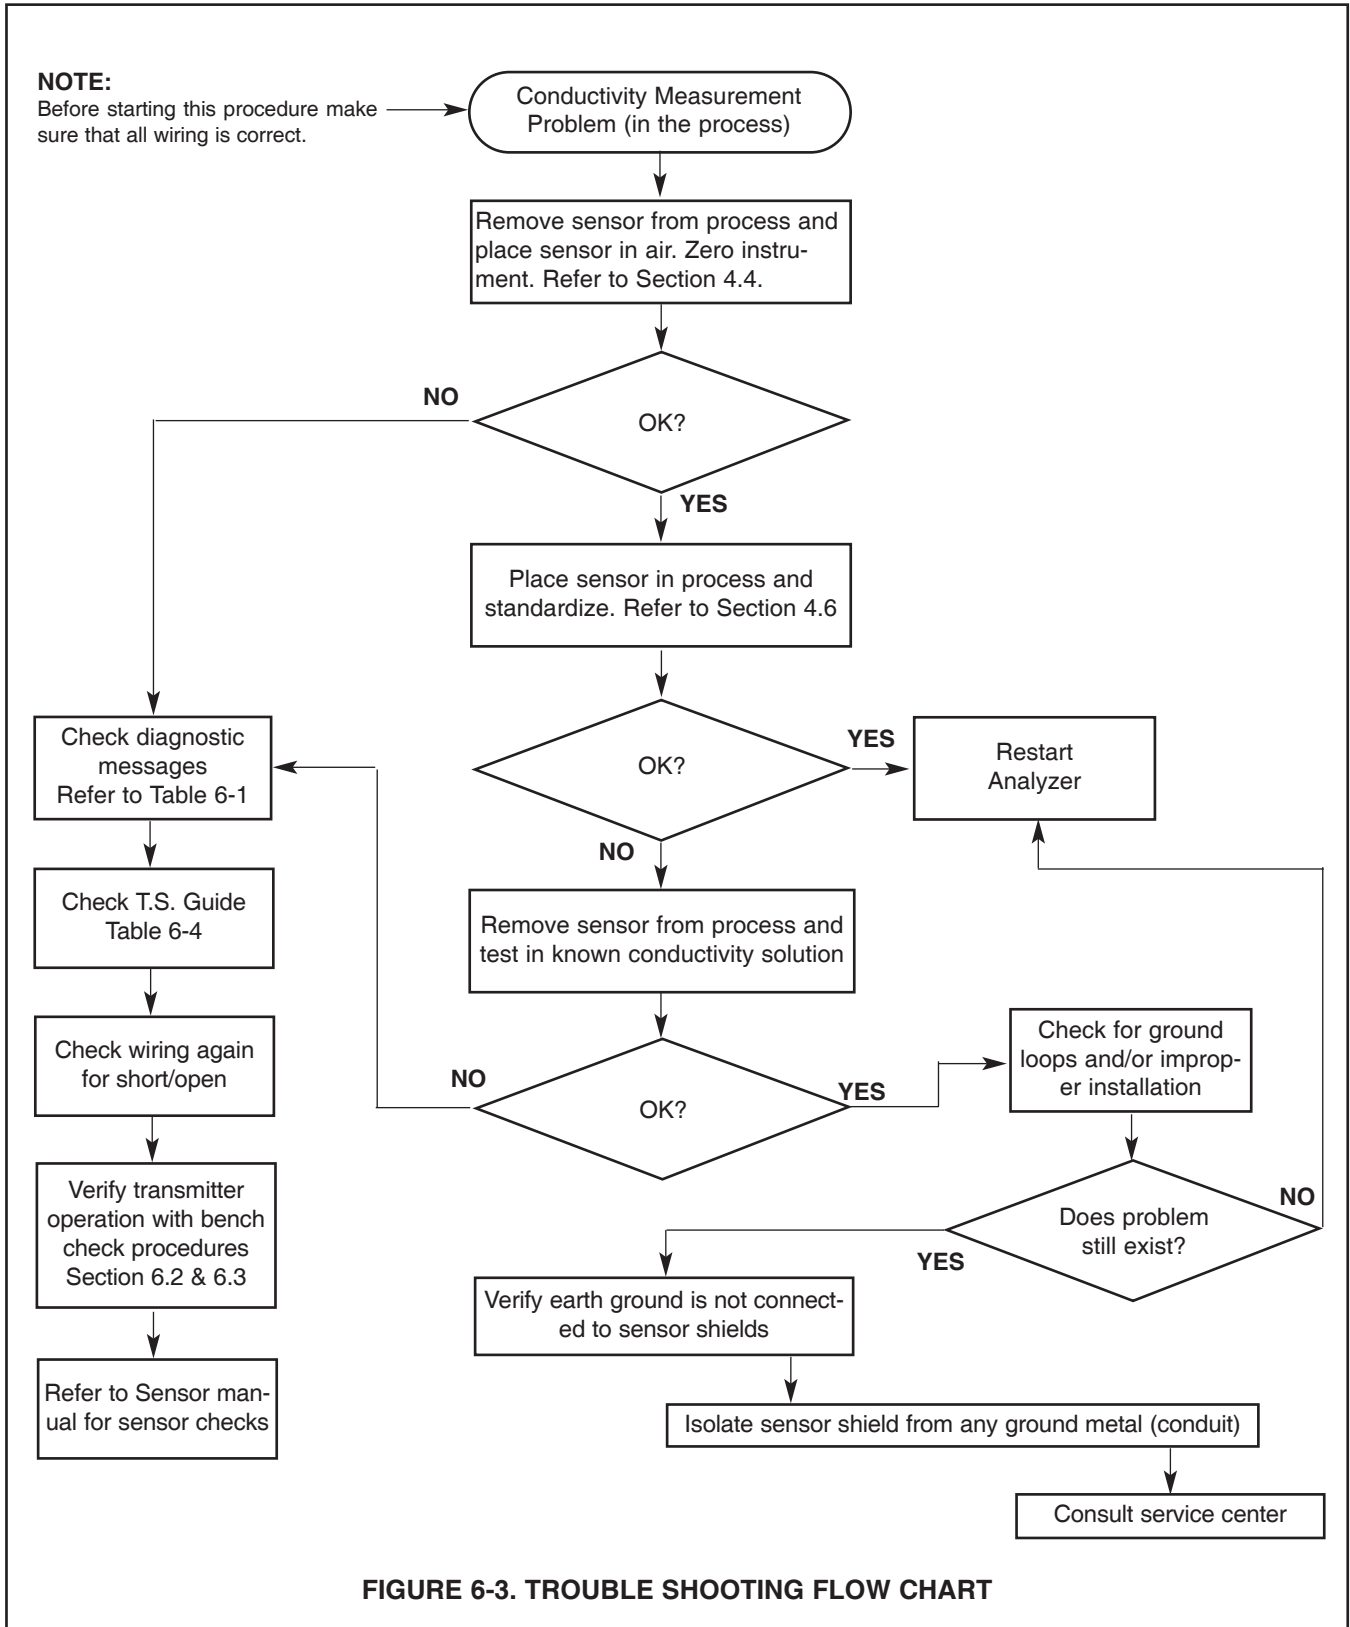 NOTE:
Before starting this procedure make
sure that all wiring is correct.
Conductivity Measurement
Problem (in the process)
Remove sensor from process and
place sensor in air. Zero instru-
ment. Refer to Section 4.4.
NO
OK?
YES
Place sensor in process and
standardize. Refer to Section 4.6
Check diagnostic
messages
Refer to Table 6-1
OK?
YES
Restart
Analyzer
NO
Check T.S. Guide
Table 6-4
Remove sensor from process and
test in known conductivity solution
Check wiring again
for short/open
NO
OK?
YES
Check for ground
loops and/or improp-
er installation
Verify transmitter
operation with bench
check procedures
Section 6.2 & 6.3
Does problem
still exist?
NO
YES
Verify earth ground is not connect-
ed to sensor shields
Refer to Sensor man-
ual for sensor checks
Isolate sensor shield from any ground metal (conduit)
Consult service center
FIGURE 6-3. TROUBLE SHOOTING FLOW CHART